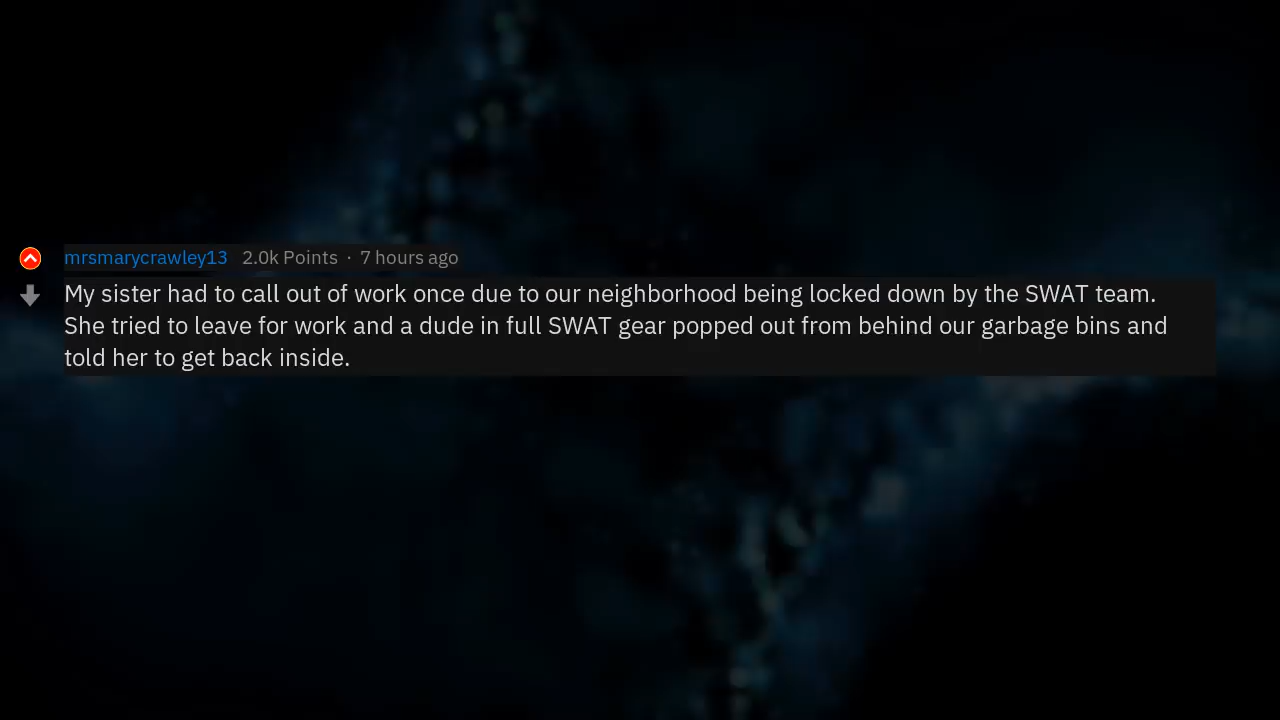 mrsmarycrawley13 2.0k Points · 7 hours ago
My sister had to call out of work once due to our neighborhood being locked down by the SWAT team.
She tried to leave for work and a dude in full SWAT gear popped out from behind our garbage bins and
told her to get back inside.